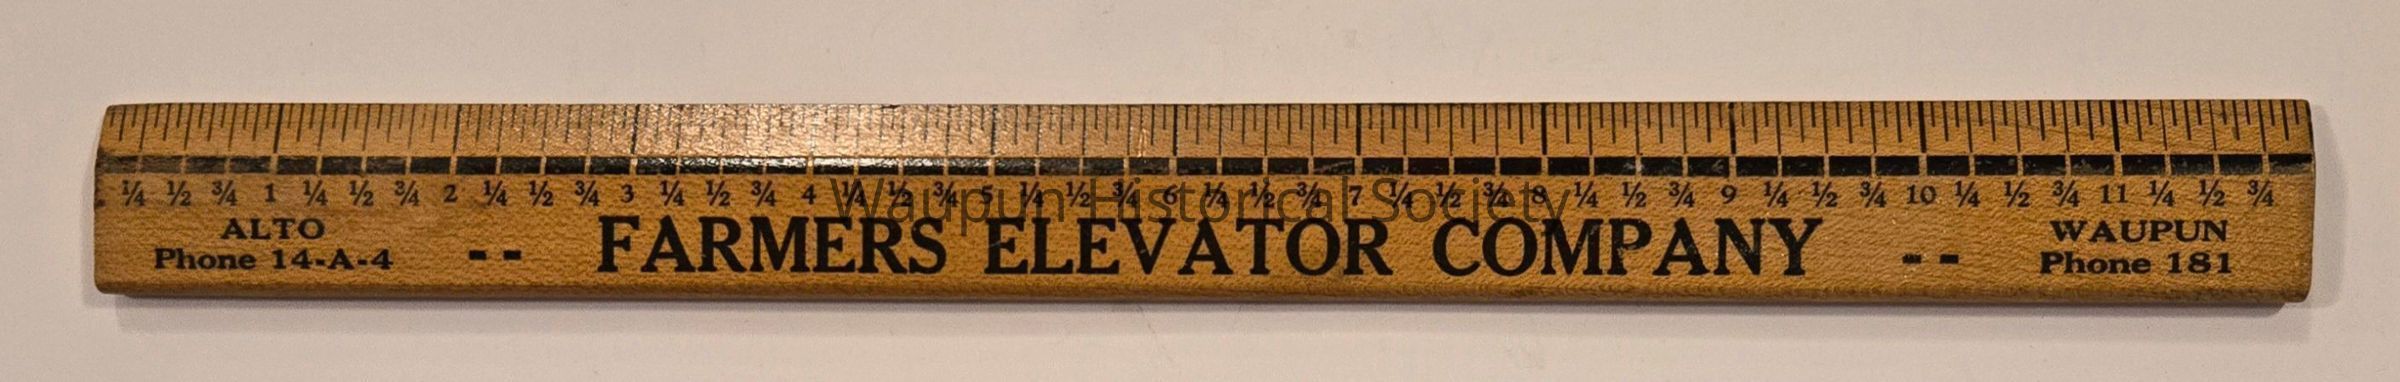 ¼ ½ ¾ 1 ¼ ½ ¾ 2 ¼ ½ ¾ 3 ¼ ½ ¾ 4 ¼ ½ ¾ 5 ¼ ½ ¾ 6 ¼ ½ ¾ 7 ¼ ½ ¾ 8 ¼ ½ ¾ 9 ¼ ½ ¾ 10 ¼ ½ ¾ 11 ¼ ½ ¾
Waupun Historical Society
ALTO
Phone 14-A-4
-- FARMERS ELEVATOR COMPANY --
WAUPUN
Phone 181